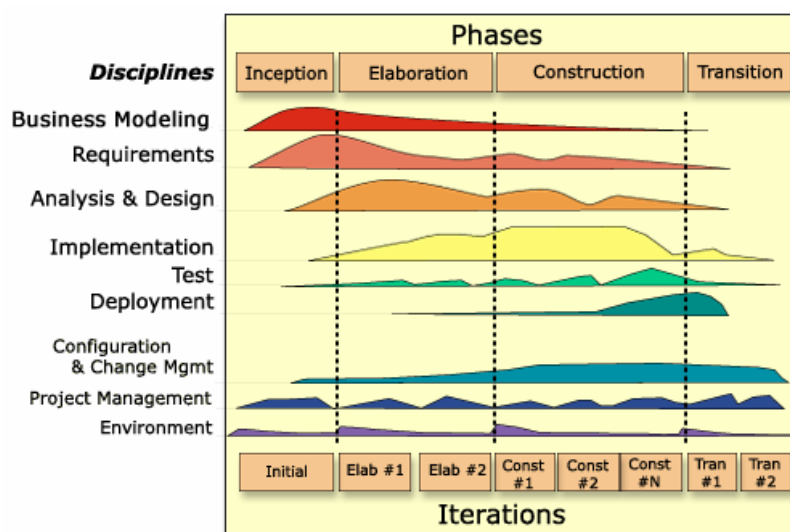 Phases
Disciplines
Inception
Elaboration
Construction
Transition
Business Modeling
Requirements
Analysis & Design
Implementation
Test
Deployment
Configuration
& Change Mgmt
Project Management
Environment
Initial
Elab #1
Elab #2
Const
#1
Const
#2
Const
#N
Tran
#1
Tran
#2
Iterations